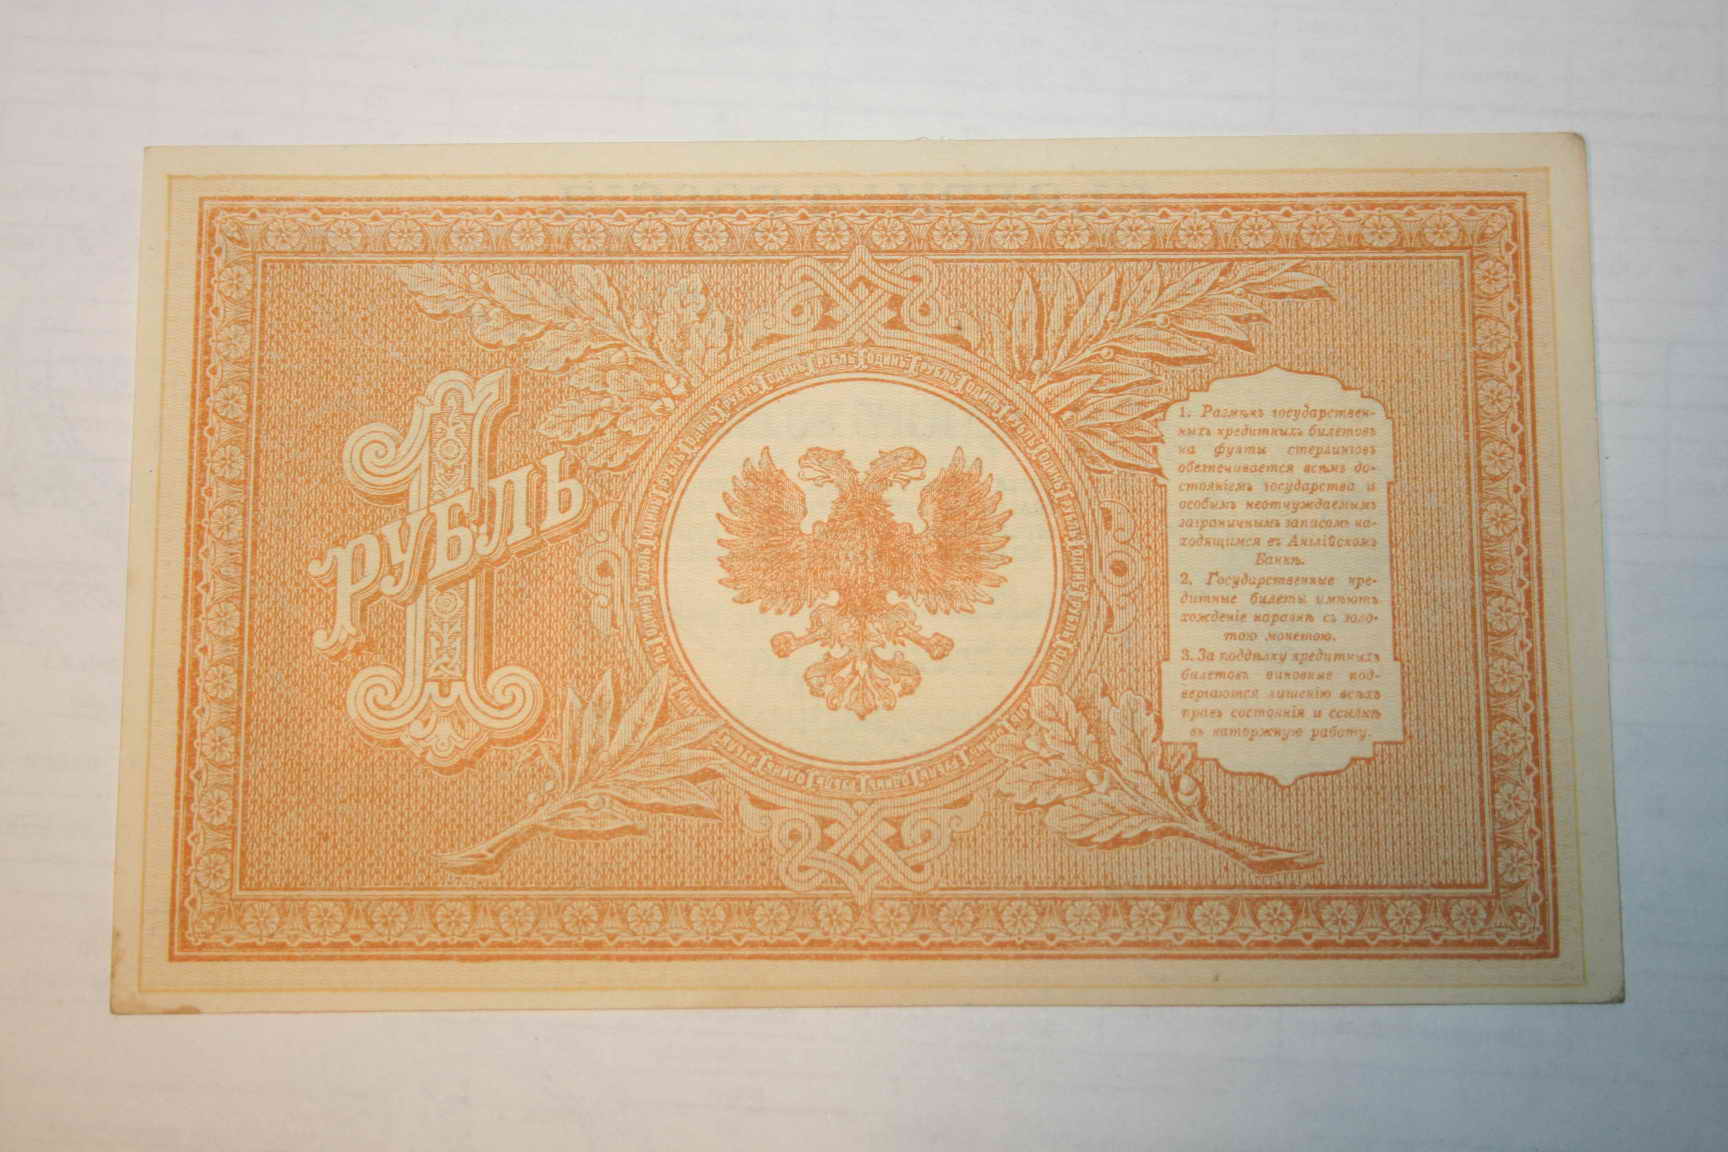 1
РУБЛЬ
1. Размѣнъ государствен-
ныхъ кредитныхъ билетовъ
на фунты стерлинговъ
обезпечивается всѣмъ до-
стояніемъ государства и
особымъ неотчуждаемымъ
заграничнымъ запасомъ на-
ходящимся въ Англійскомъ
Банкѣ.
2. Государственные кре-
дитные билеты имѣютъ
хожденіе наравнѣ съ золо-
тою монетою.
3. За поддѣлку кредитныхъ
билетовъ виновные под-
вергаются лишенію всѣхъ
правъ состоянія и ссылкѣ
въ каторжную работу.